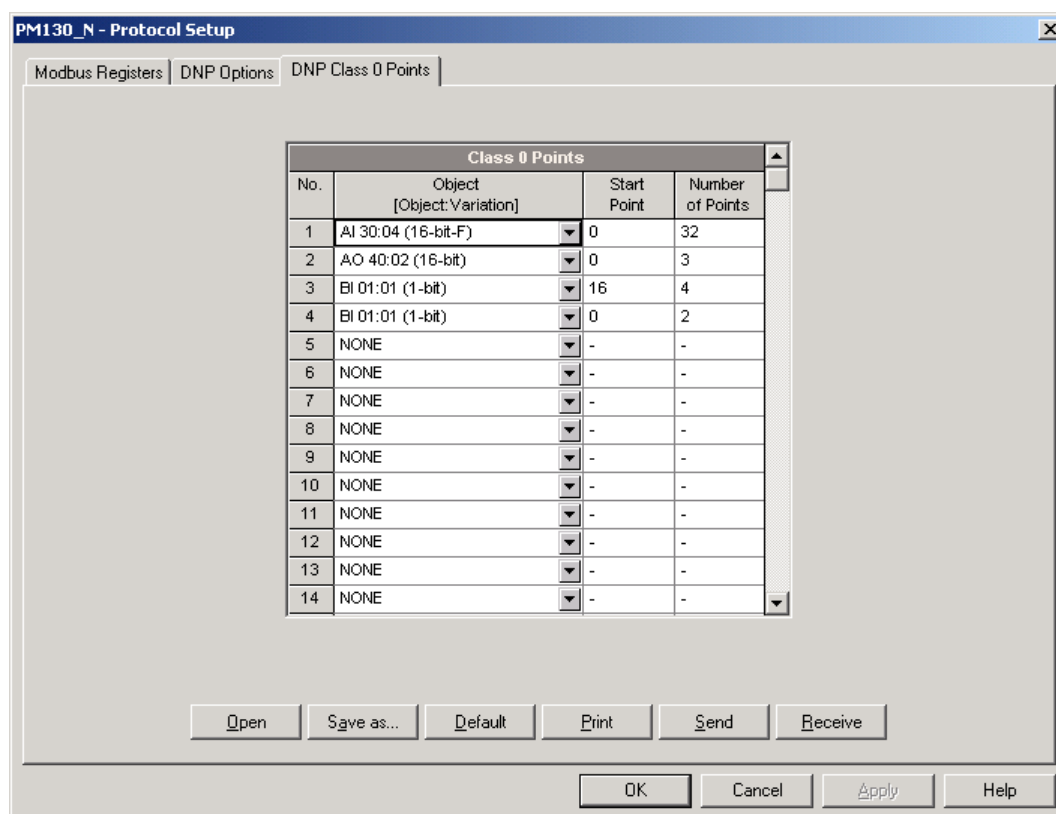 PM130_N - Protocol Setup
Modbus Registers DNP Options DNP Class 0 Points
Class 0 Points
No. Object Start Number
[Object:Variation] Point of Points
1 AI 30:04 (16-bit-F) 0 32
2 AO 40:02 (16-bit) 0 3
3 BI 01:01 (1-bit) 16 4
4 BI 01:01 (1-bit) 0 2
5 NONE - -
6 NONE - -
7 NONE - -
8 NONE - -
9 NONE - -
10 NONE - -
11 NONE - -
12 NONE - -
13 NONE - -
14 NONE - -
Open Save as... Default Print Send Receive
OK Cancel Apply Help